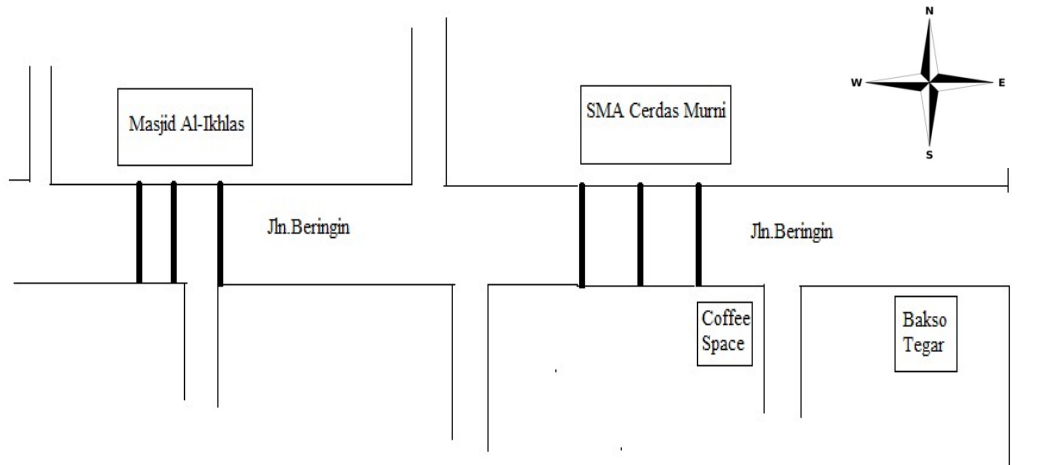 N
W E
S
Masjid Al-Ikhlas
SMA Cerdas Murni
Jln.Beringin
Jln.Beringin
Coffee
Space
Bakso
Tegar